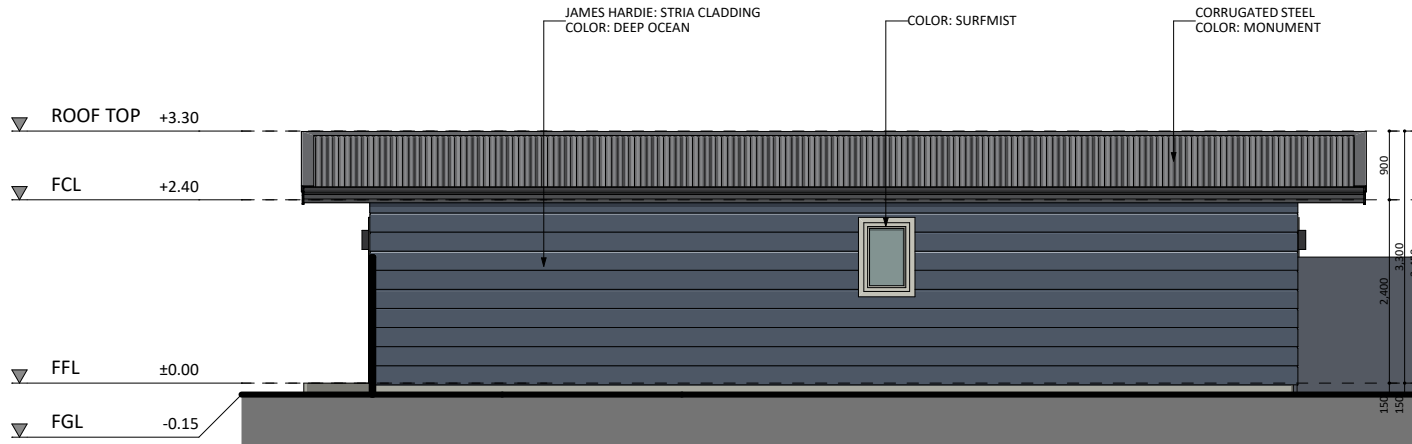 JAMES HARDIE: STRIA CLADDING
COLOR: DEEP OCEAN
COLOR: SURFMIST
CORRUGATED STEEL
COLOR: MONUMENT
ROOF TOP +3.30
FCL +2.40
FFL ±0.00
FGL -0.15
900
2,400
3,300
150
150